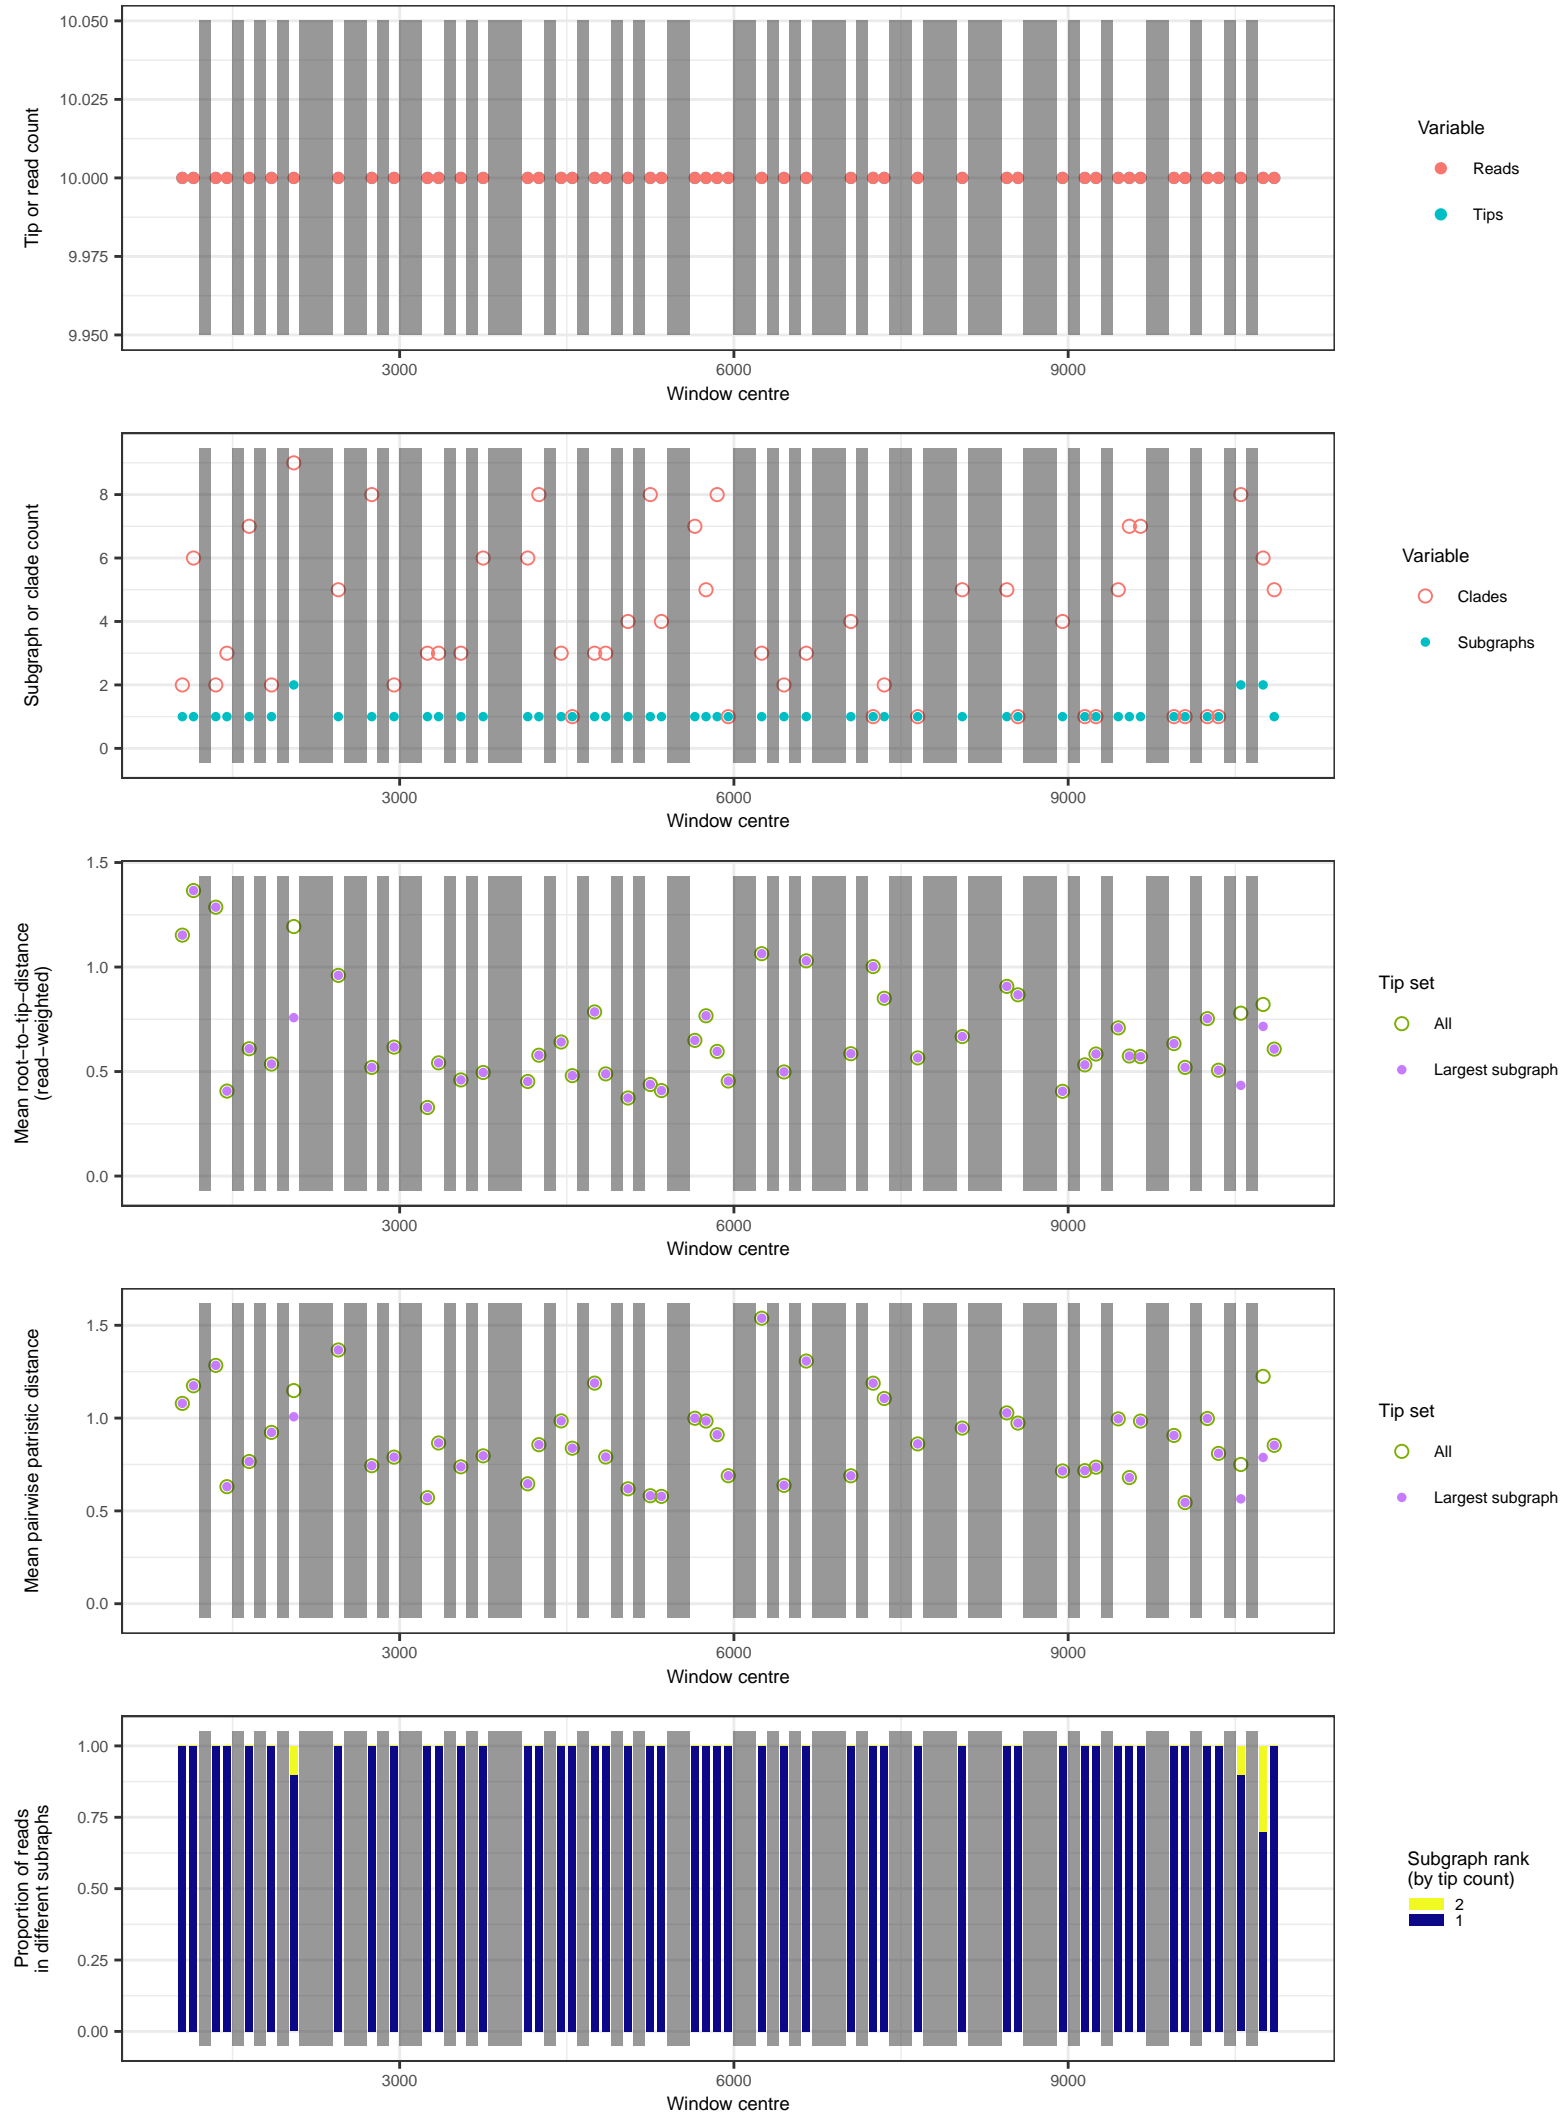 10.050
10.025
10.000
9.975
9.950
Tip or read count
3000
6000
9000
Window centre
Variable
Reads
Tips
8
6
4
2
0
Subgraph or clade count
3000
6000
9000
Window centre
Variable
Clades
Subgraphs
1.5
1.0
0.5
0.0
Mean root−to−tip−distance
(read−weighted)
3000
6000
9000
Window centre
Tip set
All
Largest subgraph
1.5
1.0
0.5
0.0
Mean pairwise patristic distance
3000
6000
9000
Window centre
Tip set
All
Largest subgraph
1.00
0.75
0.50
0.25
0.00
Proportion of reads
in different subraphs
3000
6000
9000
Window centre
Subgraph rank
(by tip count)
2
1